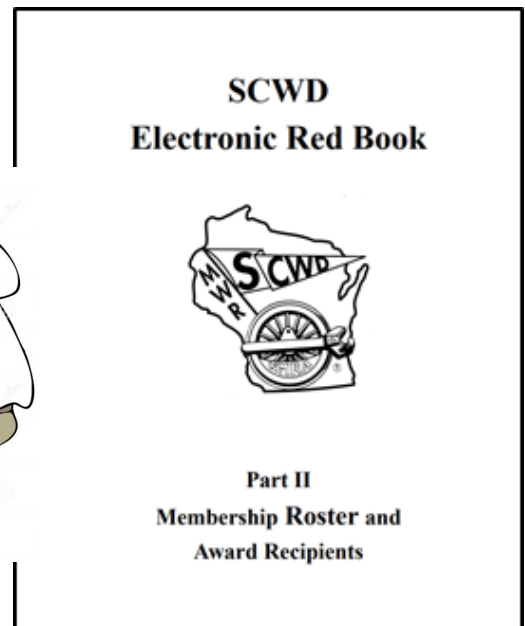 SCWD
Electronic Red Book
SCWD
MWR
®
Part II
Membership Roster and
Award Recipients